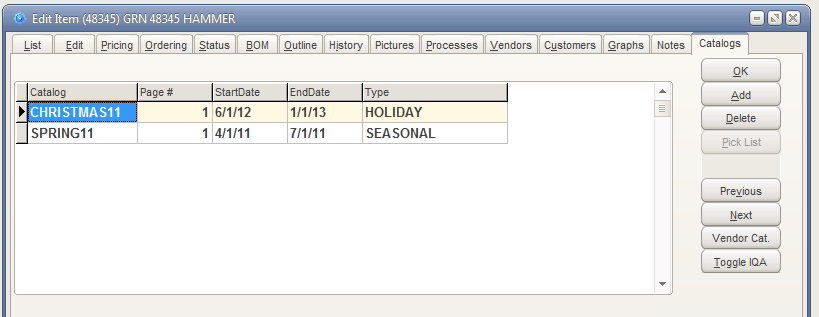 Edit Item (48345) GRN 48345 HAMMER
List Edit Pricing Ordering Status BOM Outline History Pictures Processes Vendors Customers Graphs Notes Catalogs
Catalog Page # StartDate EndDate Type
CHRISTMAS11 1 6/1/12 1/1/13 HOLIDAY
SPRING11 1 4/1/11 7/1/11 SEASONAL
OK
Add
Delete
Pick List
Previous
Next
Vendor Cat.
Toggle IQA